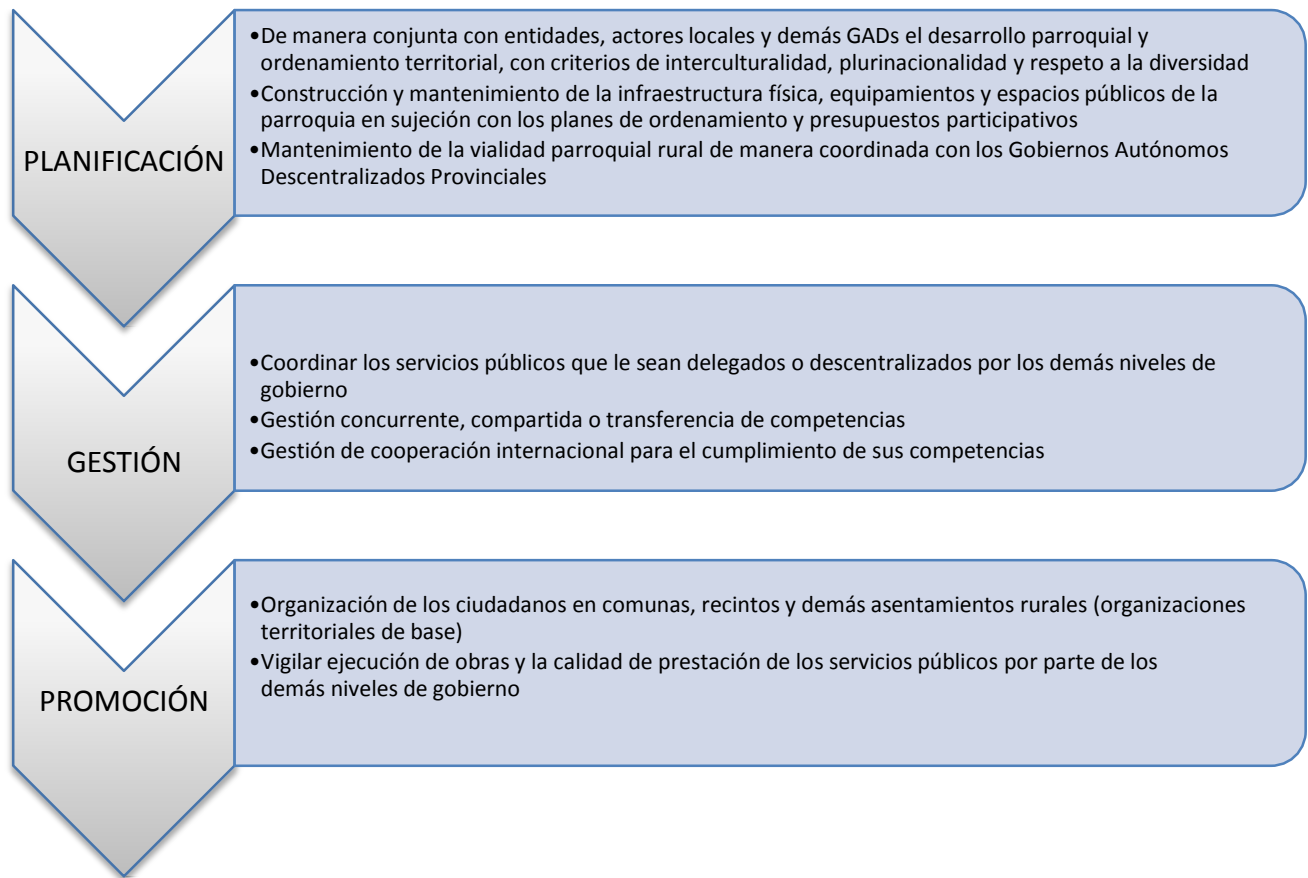 PLANIFICACIÓN
•De manera conjunta con entidades, actores locales y demás GADs el desarrollo parroquial y
ordenamiento territorial, con criterios de interculturalidad, plurinacionalidad y respeto a la diversidad
•Construcción y mantenimiento de la infraestructura física, equipamientos y espacios públicos de la
parroquia en sujeción con los planes de ordenamiento y presupuestos participativos
•Mantenimiento de la vialidad parroquial rural de manera coordinada con los Gobiernos Autónomos
Descentralizados Provinciales
GESTIÓN
•Coordinar los servicios públicos que le sean delegados o descentralizados por los demás niveles de
gobierno
•Gestión concurrente, compartida o transferencia de competencias
•Gestión de cooperación internacional para el cumplimiento de sus competencias
PROMOCIÓN
•Organización de los ciudadanos en comunas, recintos y demás asentamientos rurales (organizaciones
territoriales de base)
•Vigilar ejecución de obras y la calidad de prestación de los servicios públicos por parte de los
demás niveles de gobierno